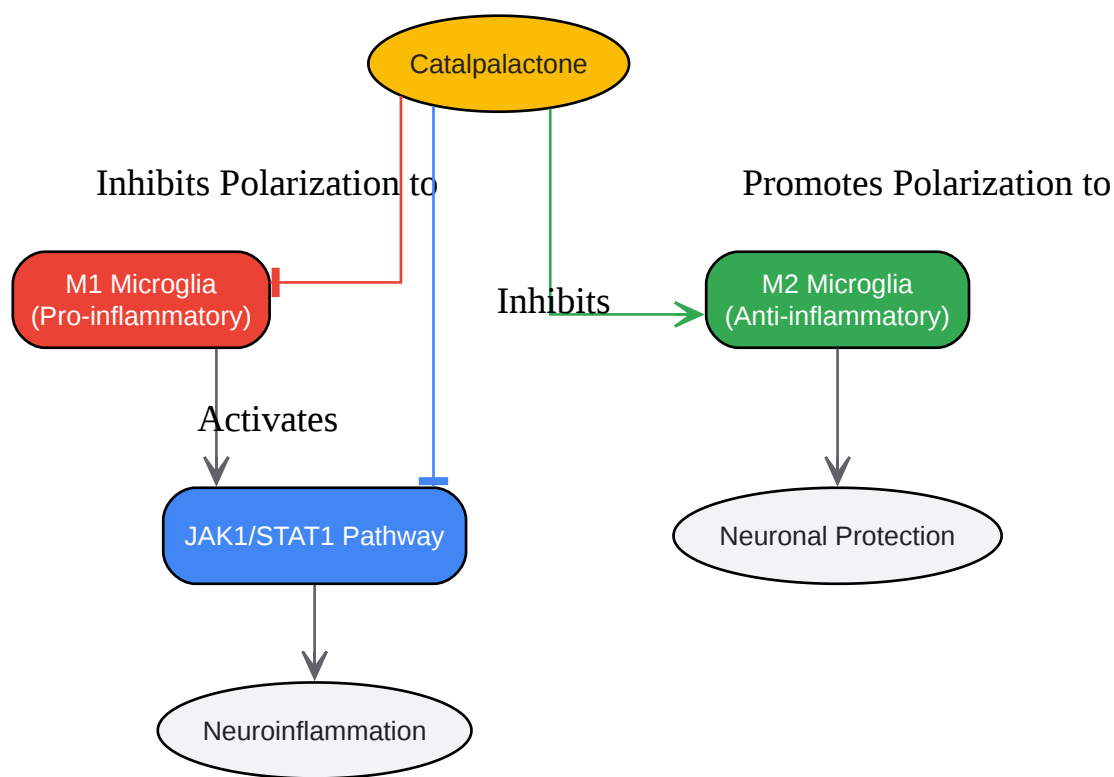 Catalpalactone
Inhibits Polarization to
Promotes Polarization to
M1 Microglia
(Pro-inflammatory)
Inhibits
M2 Microglia
(Anti-inflammatory)
Activates
JAK1/STAT1 Pathway
Neuronal Protection
Neuroinflammation